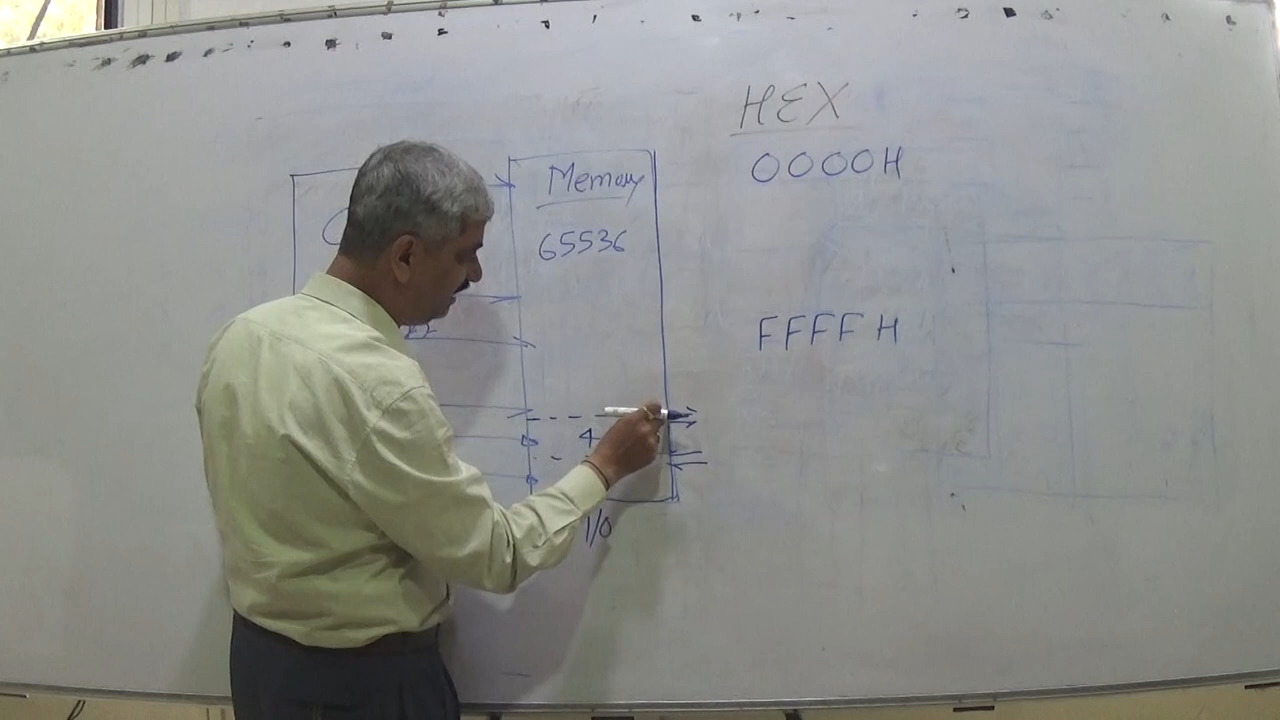 HEX
0000H
Memory
65536
FFFFH
4
I/O